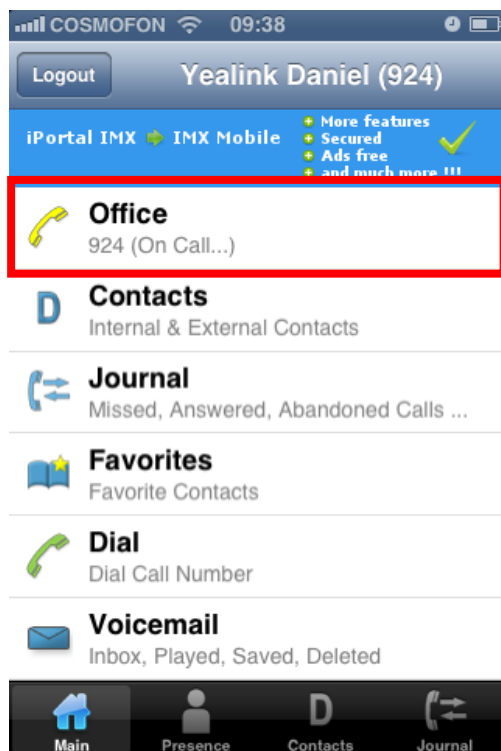 COSMOFON 09:38
Logout Yealink Daniel (924)
iPortal IMX IMX Mobile
More features
Secured
Ads free
and much more !!!
Office
924 (On Call...)
D
Contacts
Internal & External Contacts
Journal
Missed, Answered, Abandoned Calls ...
Favorites
Favorite Contacts
Dial
Dial Call Number
Voicemail
Inbox, Played, Saved, Deleted
D
Main Presence Contacts Journal